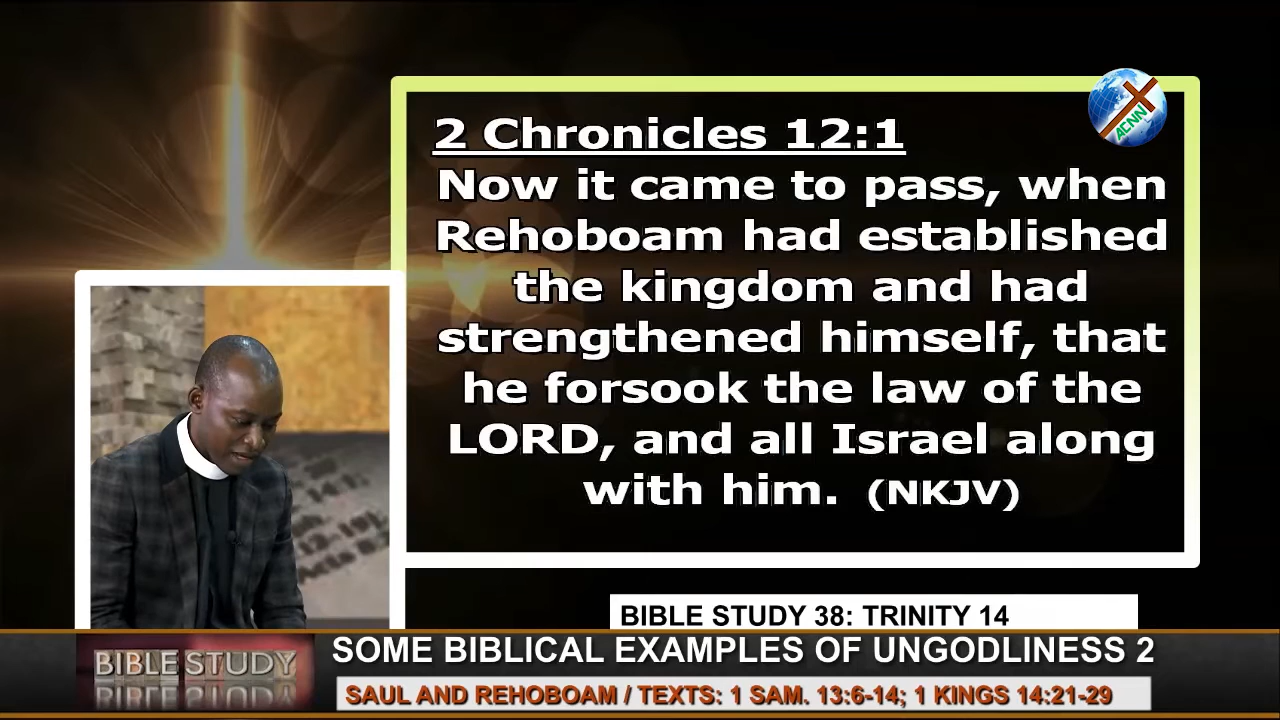 ACNN
2 Chronicles 12:1
Now it came to pass, when
Rehoboam had established
the kingdom and had
strengthened himself, that
he forsook the law of the
LORD, and all Israel along
with him. (NKJV)
BIBLE STUDY 38: TRINITY 14
SOME BIBLICAL EXAMPLES OF UNGODLINESS 2
BIBLE STUDY
SAUL AND REHOBOAM / TEXTS: 1 SAM. 13:6-14; 1 KINGS 14:21-29